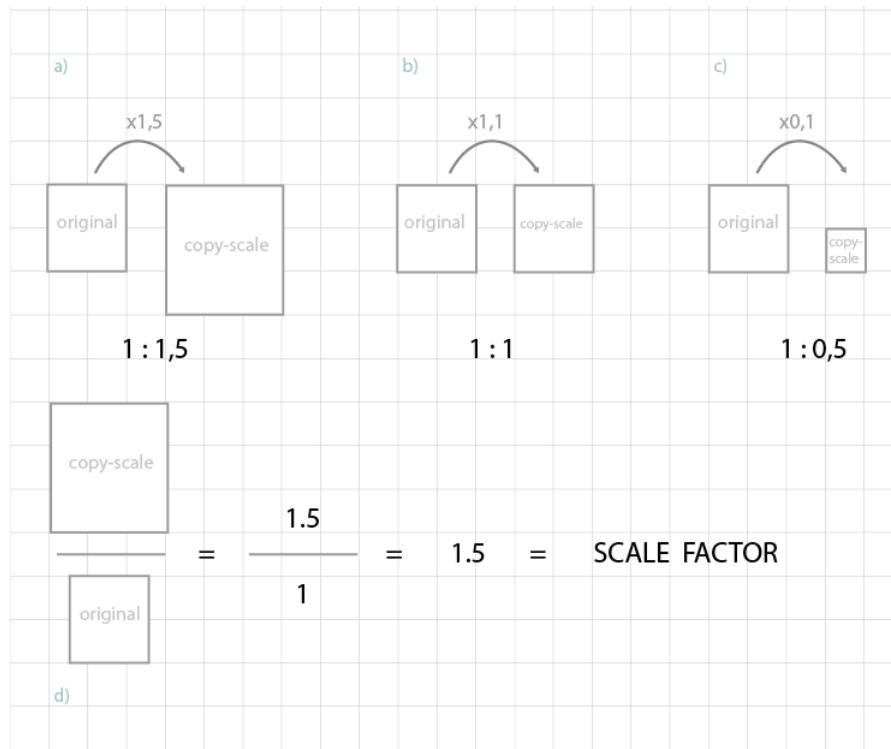 a)
b)
c)
x1,5
x1,1
x0,1
original
copy-scale
original
copy-scale
original
copy-
scale
1 : 1,5
1 : 1
1 : 0,5
copy-scale
original
=
1.5
1
= 1.5 = SCALE FACTOR
d)